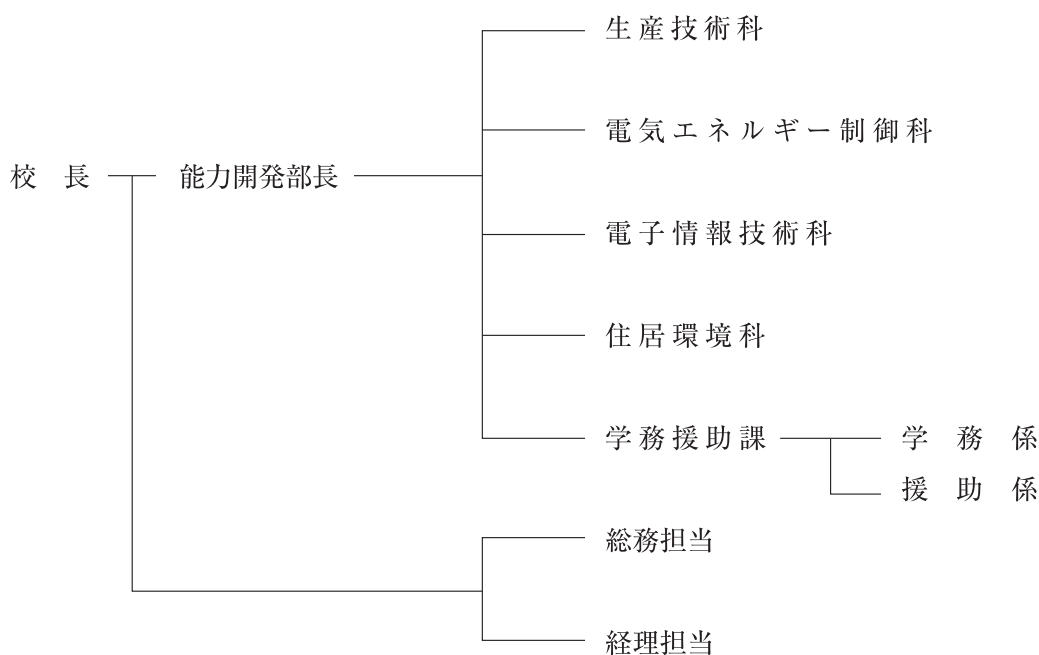 生産技術科
電気エネルギー制御科
校長
能力開発部長
電子情報技術科
住居環境科
学務援助課
学務係
援助係
総務担当
経理担当